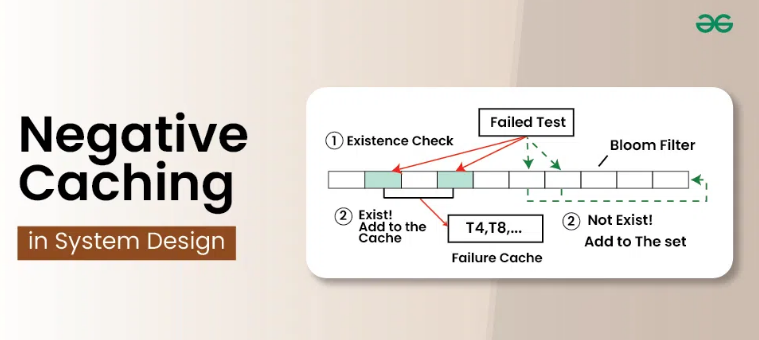 Negative
Caching
in System Design
Failed Test
1 Existence Check
Bloom Filter
2 Exist!
Add to the
Cache
T4,T8,...
Failure Cache
2 Not Exist!
Add to The set